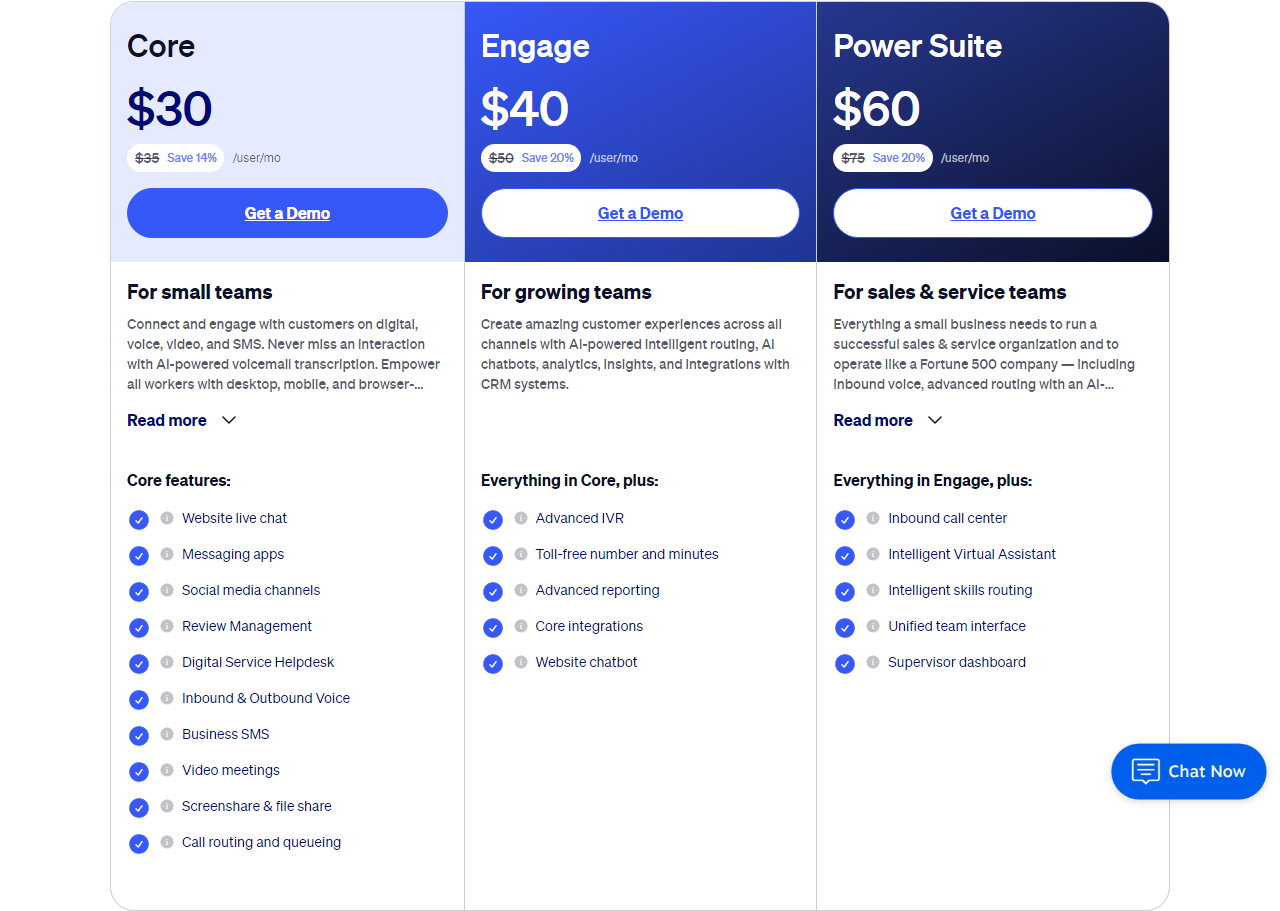 Core
$30
$35 Save 14% /user/mo
Get a Demo
For small teams
Connect and engage with customers on digital,
voice, video, and SMS. Never miss an interaction
with AI-powered voicemail transcription. Empower
all workers with desktop, mobile, and browser-...
Read more
Core features:
Website live chat
Messaging apps
Social media channels
Review Management
Digital Service Helpdesk
Inbound & Outbound Voice
Business SMS
Video meetings
Screenshare & file share
Call routing and queueing
Engage
$40
$50 Save 20% /user/mo
Get a Demo
For growing teams
Create amazing customer experiences across all
channels with AI-powered intelligent routing, AI
chatbots, analytics, insights, and integrations with
CRM systems.
Everything in Core, plus:
Advanced IVR
Toll-free number and minutes
Advanced reporting
Core integrations
Website chatbot
Power Suite
$60
$75 Save 20% /user/mo
Get a Demo
For sales & service teams
Everything a small business needs to run a
successful sales & service organization and to
operate like a Fortune 500 company — including
inbound voice, advanced routing with an AI-...
Read more
Everything in Engage, plus:
Inbound call center
Intelligent Virtual Assistant
Intelligent skills routing
Unified team interface
Supervisor dashboard
Chat Now